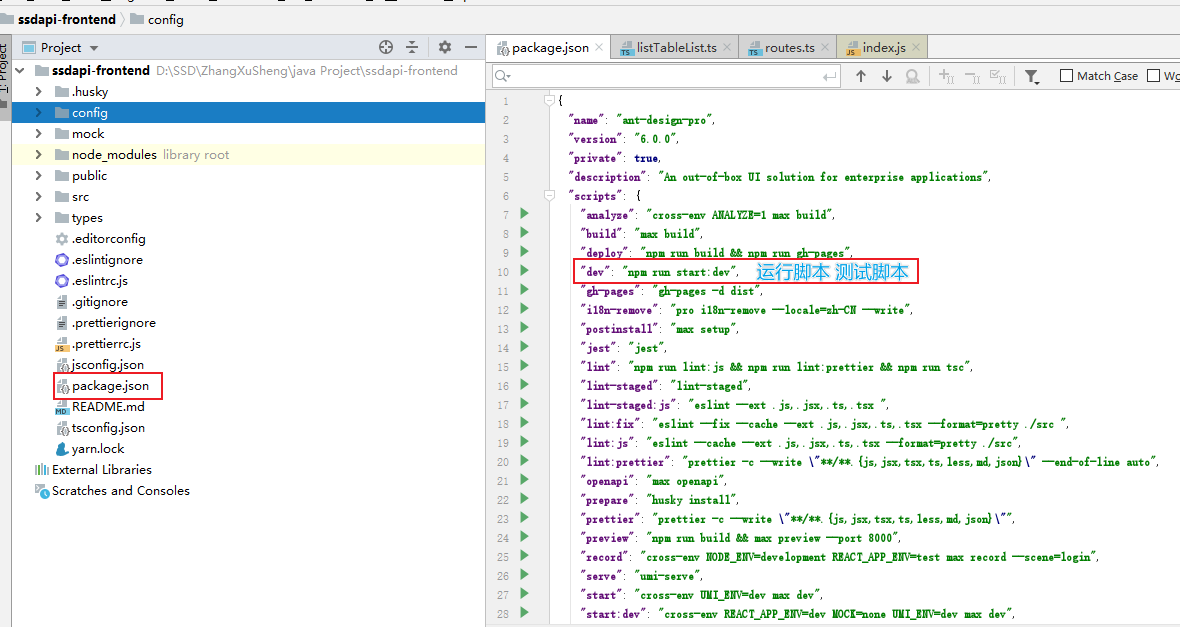 ssdapi-frontend config
1: Project
Project
ssdapi-frontend D:\SSD\ZhangXuSheng\java Project\ssdapi-frontend
.husky
config
mock
node_modules library root
public
src
types
.editorconfig
.eslintignore
.eslintrc.js
.gitignore
.prettierignore
.prettierrc.js
jsconfig.json
package.json
README.md
tsconfig.json
yarn.lock
External Libraries
Scratches and Consoles
package.json listTableList.ts routes.ts index.js
Match Case
1 {
2 "name": "ant-design-pro",
3 "version": "6.0.0",
4 "private": true,
5 "description": "An out-of-box UI solution for enterprise applications",
6 "scripts": {
7 "analyze": "cross-env ANALYZE=1 max build",
8 "build": "max build",
9 "deploy": "npm run build && npm run gh-pages",
10 "dev": "npm run start:dev", 运行脚本 测试脚本
11 "gh-pages": "gh-pages -d dist",
12 "i18n-remove": "pro i18n-remove --locale=zh-CN --write",
13 "postinstall": "max setup",
14 "jest": "jest",
15 "lint": "npm run lint:js && npm run lint:prettier && npm run tsc",
16 "lint-staged": "lint-staged",
17 "lint-staged:js": "eslint --ext .js,.jsx,.ts,.tsx ",
18 "lint:fix": "eslint --fix --cache --ext .js,.jsx,.ts,.tsx --format=pretty ./src ",
19 "lint:js": "eslint --cache --ext .js,.jsx,.ts,.tsx --format=pretty ./src",
20 "lint:prettier": "prettier -c --write \"**/**.{js,jsx,tsx,ts,less,md,json}\" --end-of-line auto",
21 "openapi": "max openapi",
22 "prepare": "husky install",
23 "prettier": "prettier -c --write \"**/**.{js,jsx,tsx,ts,less,md,json}\"",
24 "preview": "npm run build && max preview --port 8000",
25 "record": "cross-env NODE_ENV=development REACT_APP_ENV=test max record --scene=login",
26 "serve": "umi-serve",
27 "start": "cross-env UMI_ENV=dev max dev",
28 "start:dev": "cross-env REACT_APP_ENV=dev MOCK=none UMI_ENV=dev max dev",